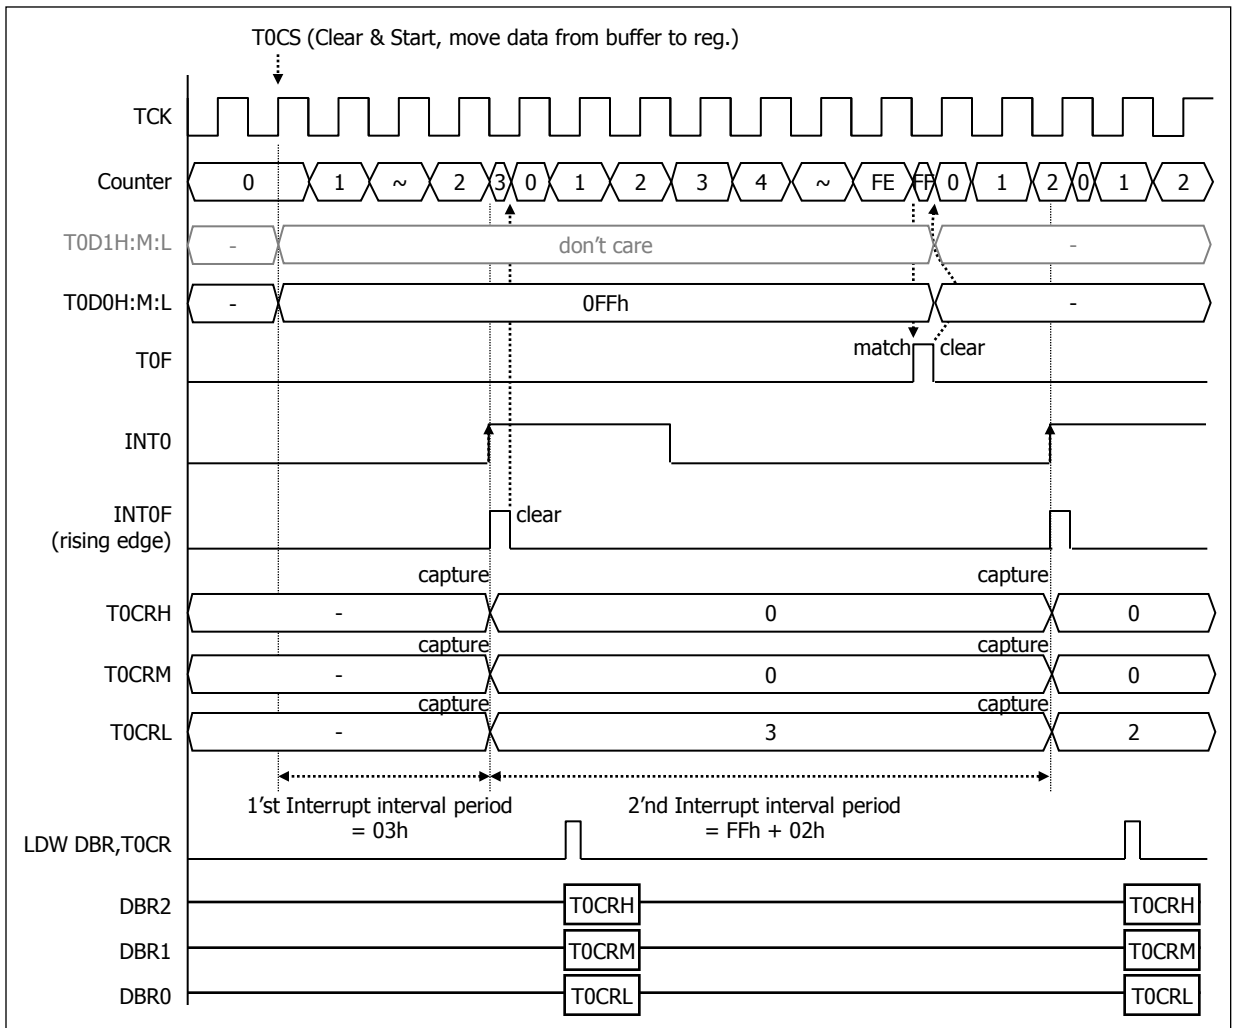 T0CS (Clear & Start, move data from buffer to reg.)
TCK
Counter 0 1 ~ 2 3 0 1 2 3 4 ~ FE FF 0 1 2 0 1 2
T0D1H:M:L - don't care -
T0D0H:M:L - 0FFh -
T0F match clear
INT0
INT0F
(rising edge)
clear
capture capture
T0CRH - 0 0
capture capture
T0CRM - 0 0
capture capture
T0CRL - 3 2
1'st Interrupt interval period
= 03h
2'nd Interrupt interval period
= FFh + 02h
LDW DBR,T0CR
DBR2 T0CRH T0CRH
DBR1 T0CRM T0CRM
DBR0 T0CRL T0CRL